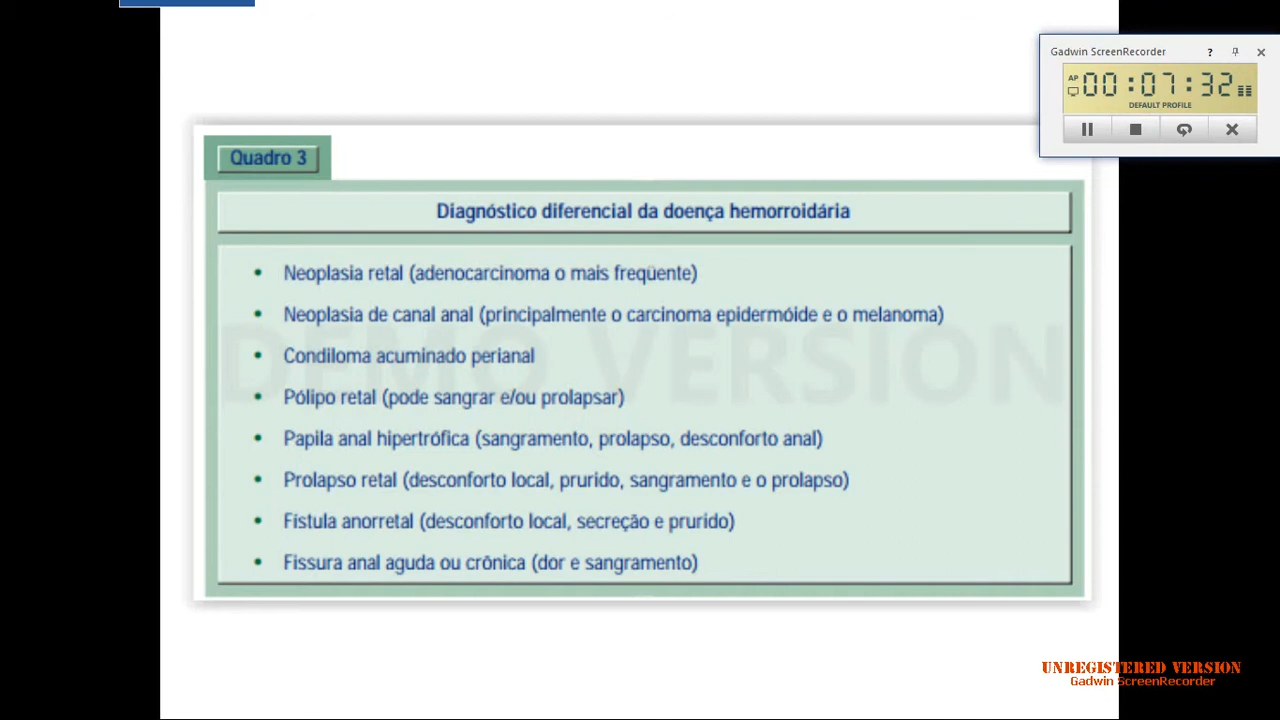 Gadwin ScreenRecorder
?
AP
00:07:32
DEFAULT PROFILE
Quadro 3
Diagnóstico diferencial da doença hemorroidária
• Neoplasia retal (adenocarcinoma o mais freqüente)
• Neoplasia de canal anal (principalmente o carcinoma epidermóide e o melanoma)
DEMO VERSION
• Condiloma acuminado perianal
• Pólipo retal (pode sangrar e/ou prolapsar)
• Papila anal hipertrófica (sangramento, prolapso, desconforto anal)
• Prolapso retal (desconforto local, prurido, sangramento e o prolapso)
• Fístula anorretal (desconforto local, secreção e prurido)
• Fissura anal aguda ou crônica (dor e sangramento)
UNREGISTERED VERSION
Gadwin ScreenRecorder